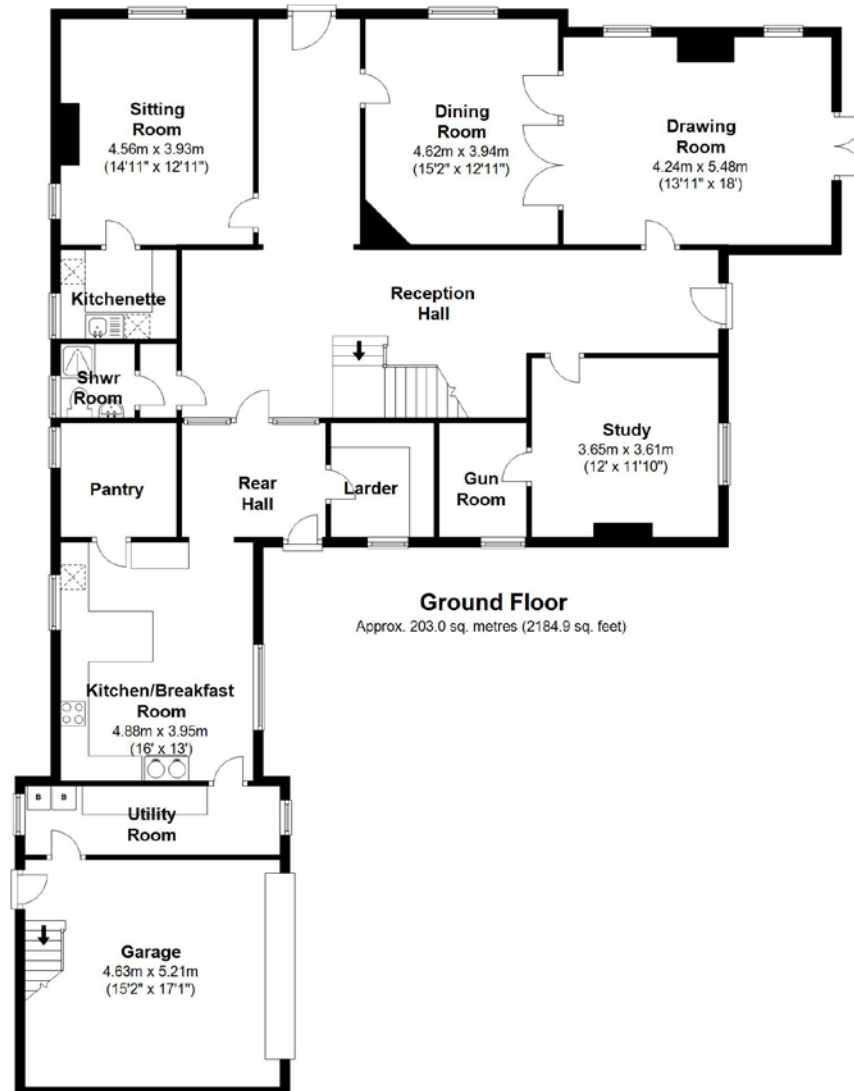 Sitting
Room
4.56m x 3.93m
(14'11" x 12'11")
Dining
Room
4.62m x 3.94m
(15'2" x 12'11")
Drawing
Room
4.24m x 5.48m
(13'11" x 18')
Kitchenette
Reception
Hall
Shwr
Room
Study
3.65m x 3.61m
(12' x 11'10")
Pantry
Rear
Hall
Larder
Gun
Room
Ground Floor
Approx. 203.0 sq. metres (2184.9 sq. feet)
Kitchen/Breakfast
Room
4.88m x 3.95m
(16' x 13')
B B
Utility
Room
Garage
4.63m x 5.21m
(15'2" x 17'1")